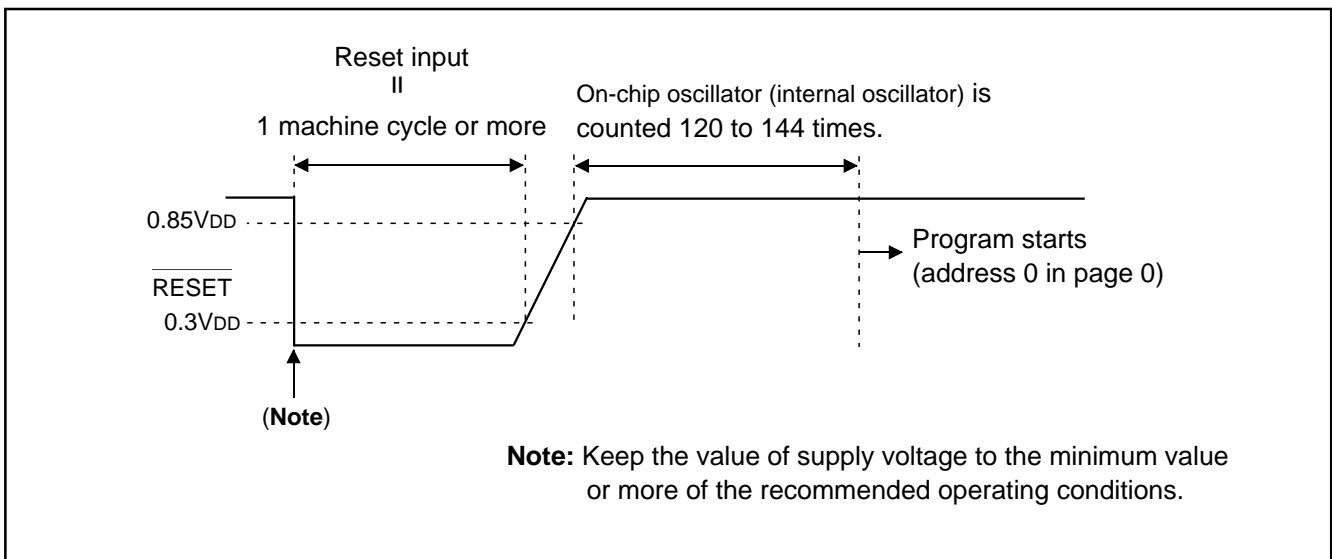 Reset input
=
1 machine cycle or more
On-chip oscillator (internal oscillator) is
counted 120 to 144 times.
0.85VDD
RESET
0.3VDD
Program starts
(address 0 in page 0)
(Note)
Note: Keep the value of supply voltage to the minimum value
or more of the recommended operating conditions.